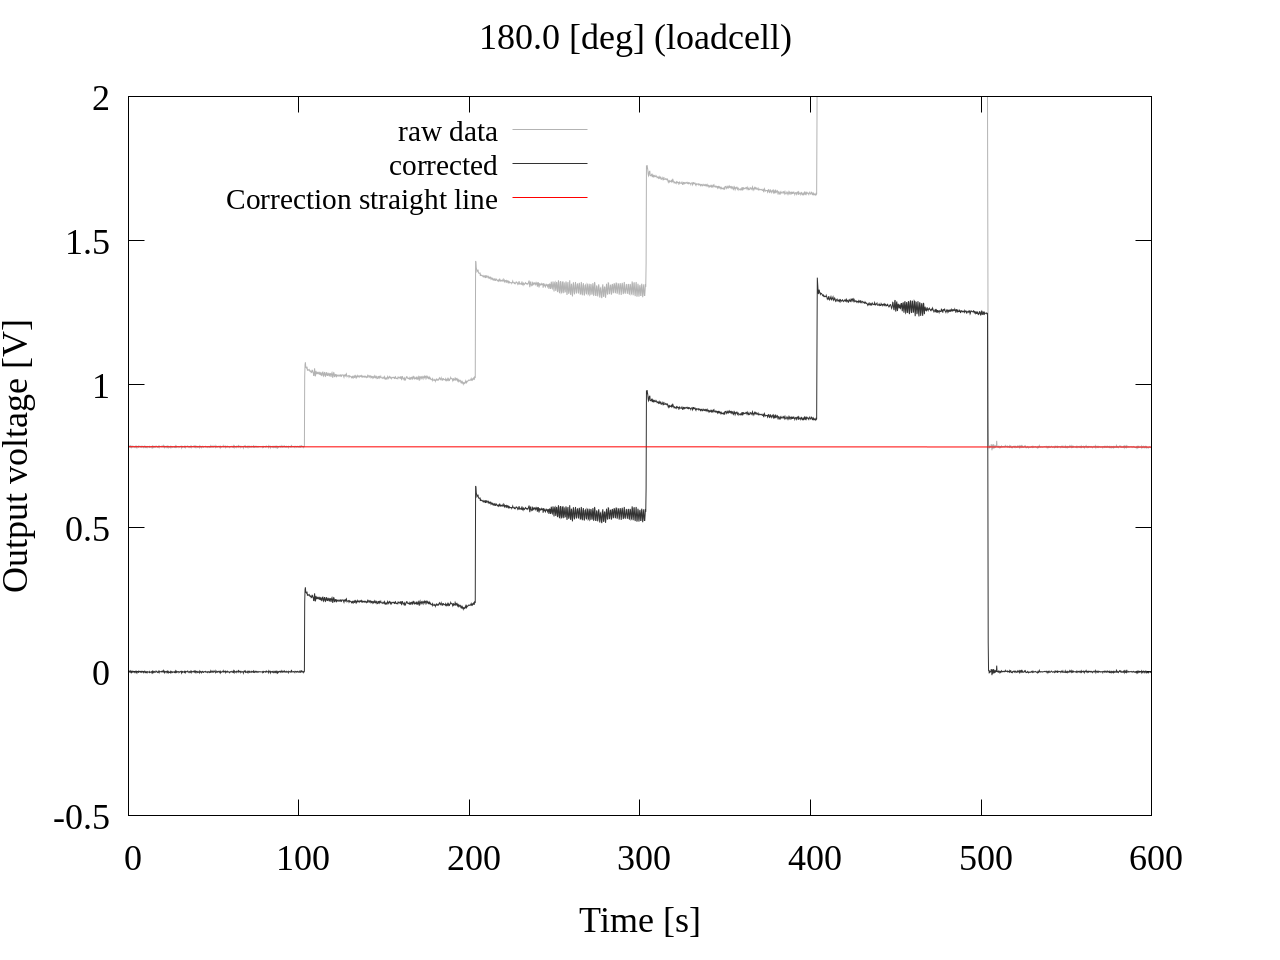 180.0 [deg] (loadcell)
raw data
corrected
Correction straight line
2
1.5
1
0.5
0
-0.5
Output voltage [V]
0 100 200 300 400 500 600
Time [s]